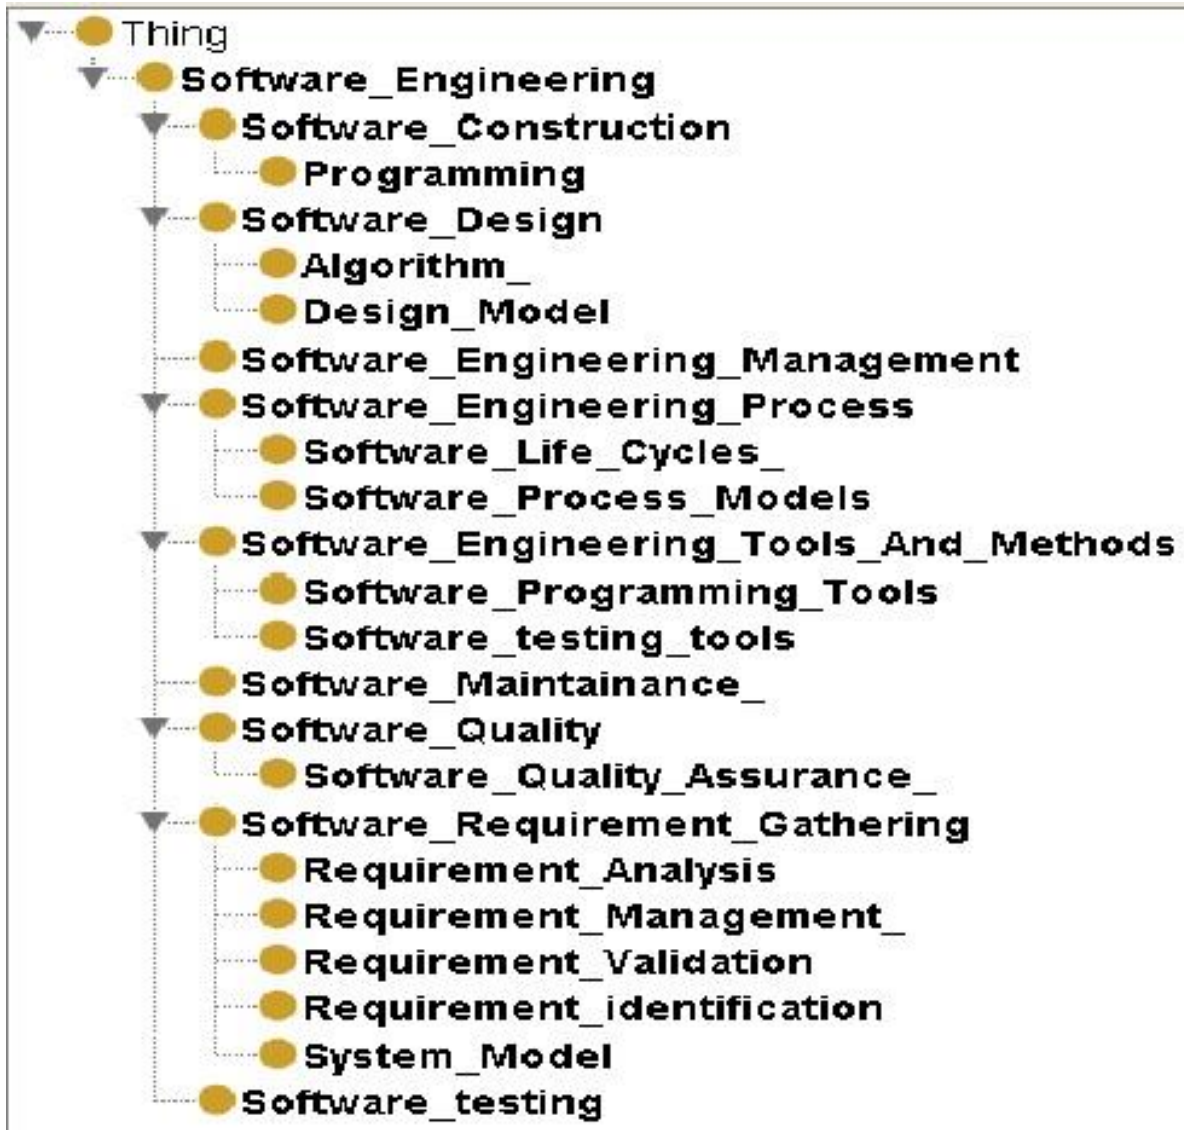 Thing
Software_Engineering
Software_Construction
Programming
Software_Design
Algorithm_
Design_Model
Software_Engineering_Management
Software_Engineering_Process
Software_Life_Cycles_
Software_Process_Models
Software_Engineering_Tools_And_Methods
Software_Programming_Tools
Software_testing_tools
Software_Maintainance_
Software_Quality
Software_Quality_Assurance_
Software_Requirement_Gathering
Requirement_Analysis
Requirement_Management_
Requirement_Validation
Requirement_identification
System_Model
Software_testing